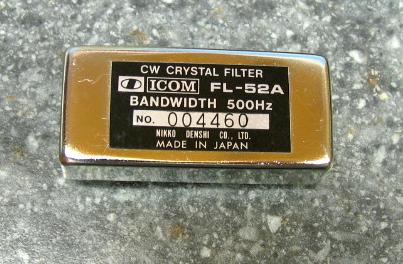 CW CRYSTAL FILTER
ICOM FL-52A
BANDWIDTH 500Hz
NO. 004460
NIKKO DENSHI CO., LTD.
MADE IN JAPAN